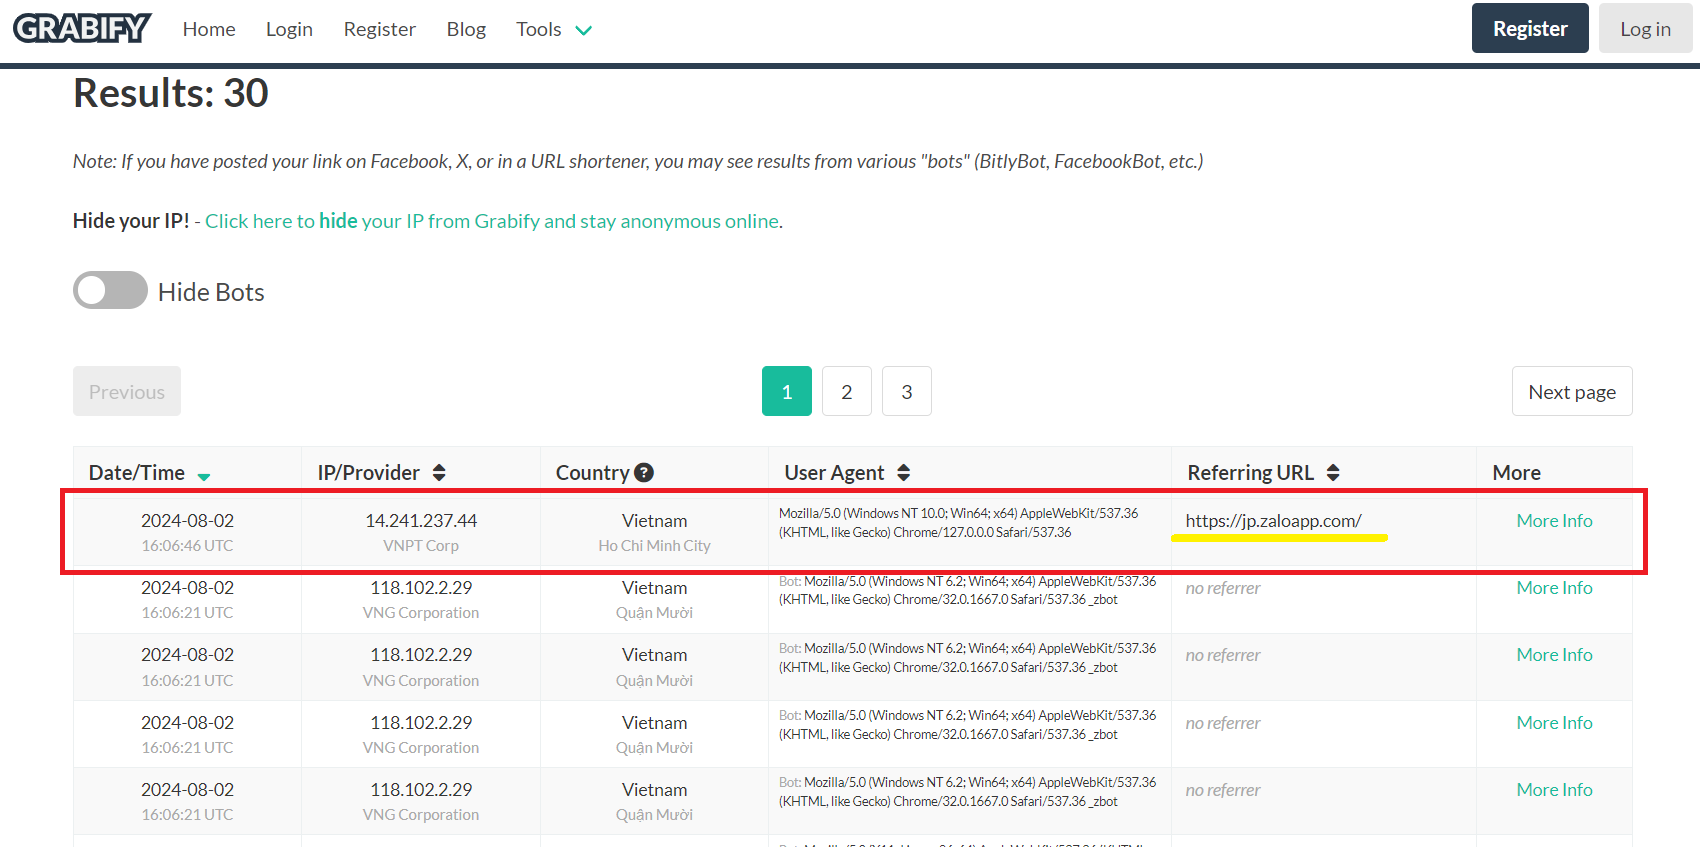 GRABIFY Home Login Register Blog Tools Register Log in
Results: 30
Note: If you have posted your link on Facebook, X, or in a URL shortener, you may see results from various "bots" (BitlyBot, FacebookBot, etc.)
Hide your IP! - Click here to hide your IP from Grabify and stay anonymous online.
Hide Bots
Previous 1 2 3 Next page
Date/Time IP/Provider Country ? User Agent Referring URL More
2024-08-02 14.241.237.44 Vietnam Mozilla/5.0 (Windows NT 10.0; Win64; x64) AppleWebKit/537.36 https://jp.zaloapp.com/ More Info
16:06:46 UTC VNPT Corp Ho Chi Minh City (KHTML, like Gecko) Chrome/127.0.0.0 Safari/537.36
2024-08-02 118.102.2.29 Vietnam Bot: Mozilla/5.0 (Windows NT 6.2; Win64; x64) AppleWebKit/537.36 no referrer More Info
16:06:21 UTC VNG Corporation Quận Mười (KHTML, like Gecko) Chrome/32.0.1667.0 Safari/537.36 _zbot
2024-08-02 118.102.2.29 Vietnam Bot: Mozilla/5.0 (Windows NT 6.2; Win64; x64) AppleWebKit/537.36 no referrer More Info
16:06:21 UTC VNG Corporation Quận Mười (KHTML, like Gecko) Chrome/32.0.1667.0 Safari/537.36 _zbot
2024-08-02 118.102.2.29 Vietnam Bot: Mozilla/5.0 (Windows NT 6.2; Win64; x64) AppleWebKit/537.36 no referrer More Info
16:06:21 UTC VNG Corporation Quận Mười (KHTML, like Gecko) Chrome/32.0.1667.0 Safari/537.36 _zbot
2024-08-02 118.102.2.29 Vietnam Bot: Mozilla/5.0 (Windows NT 6.2; Win64; x64) AppleWebKit/537.36 no referrer More Info
16:06:21 UTC VNG Corporation Quận Mười (KHTML, like Gecko) Chrome/32.0.1667.0 Safari/537.36 _zbot